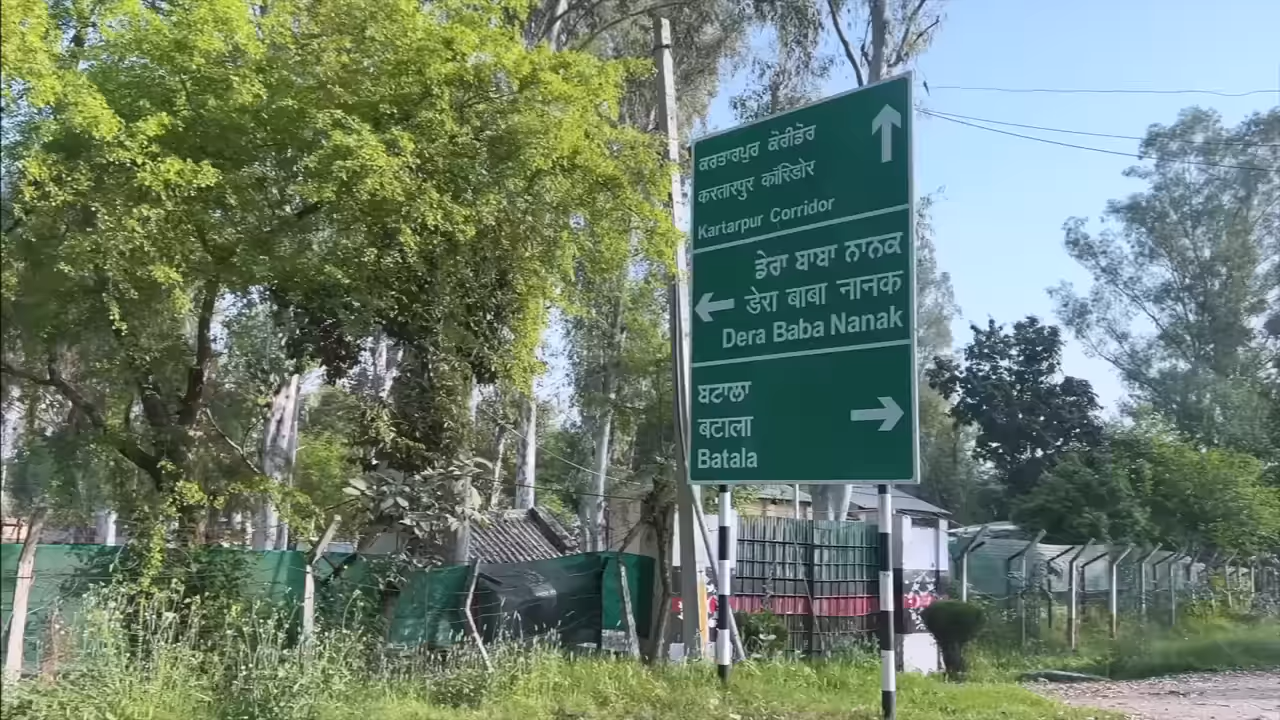 ਕਰਤਾਰਪੁਰ ਕੋਰੀਡੋਰ
करतारपुर कॉरिडोर
Kartarpur Corridor
ਡੇਰਾ ਬਾਬਾ ਨਾਨਕ
डेरा बाबा नानक
Dera Baba Nanak
ਬਟਾਲਾ
बटाला
Batala